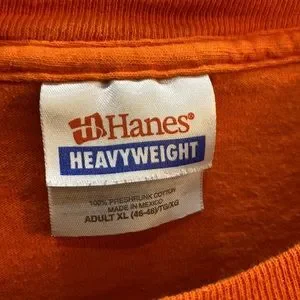 Hanes®
HEAVYWEIGHT
100% PRESHRUNK COTTON
MADE IN MEXICO
ADULT XL (46-48)/TG/XG